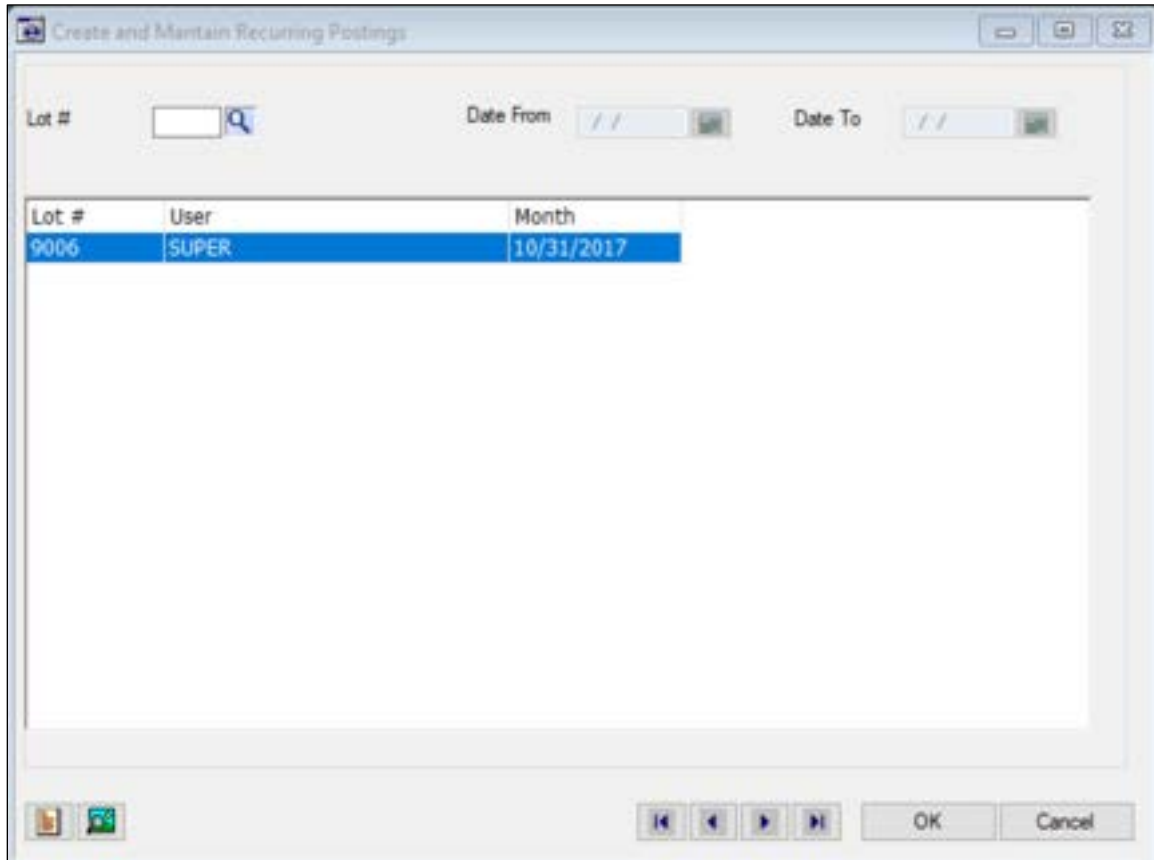 Create and Mantain Recurring Postings
Lot # Date From / / Date To / /
Lot # User Month
9006 SUPER 10/31/2017
OK Cancel